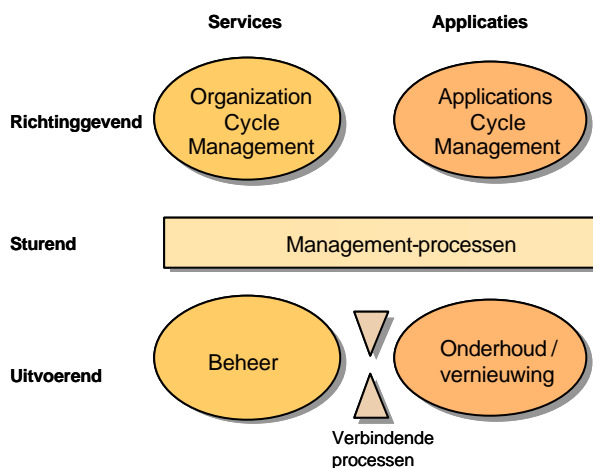 Services
Applicaties
Richtinggevend
Organization
Cycle
Management
Applications
Cycle
Management
Sturend
Management-processen
Uitvoerend
Beheer
Onderhoud /
vernieuwing
Verbindende
processen